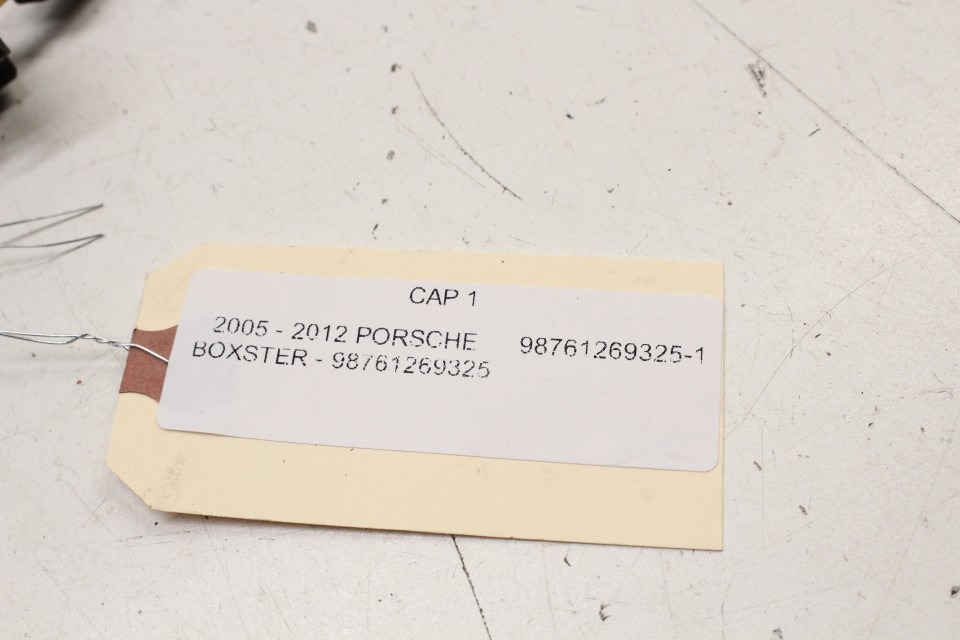 CAP 1
2005 - 2012 PORSCHE
BOXSTER - 98761269325
98761269325-1